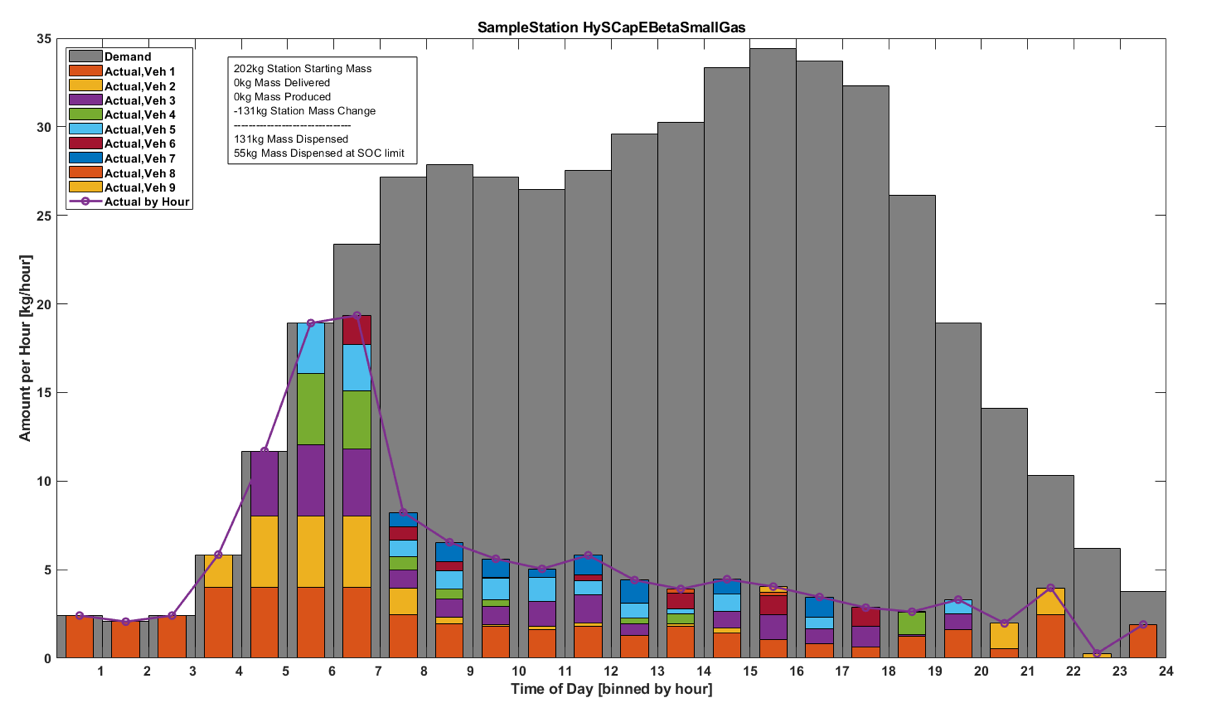 SampleStation HySCapEBetaSmallGas
35
30
25
20
15
10
5
0
Amount per Hour [kg/hour]
Demand
Actual,Veh 1
Actual,Veh 2
Actual,Veh 3
Actual,Veh 4
Actual,Veh 5
Actual,Veh 6
Actual,Veh 7
Actual,Veh 8
Actual,Veh 9
Actual by Hour
202kg Station Starting Mass
0kg Mass Delivered
0kg Mass Produced
-131kg Station Mass Change
--------------------------------
131kg Mass Dispensed
55kg Mass Dispensed at SOC limit
1 2 3 4 5 6 7 8 9 10 11 12 13 14 15 16 17 18 19 20 21 22 23 24
Time of Day [binned by hour]